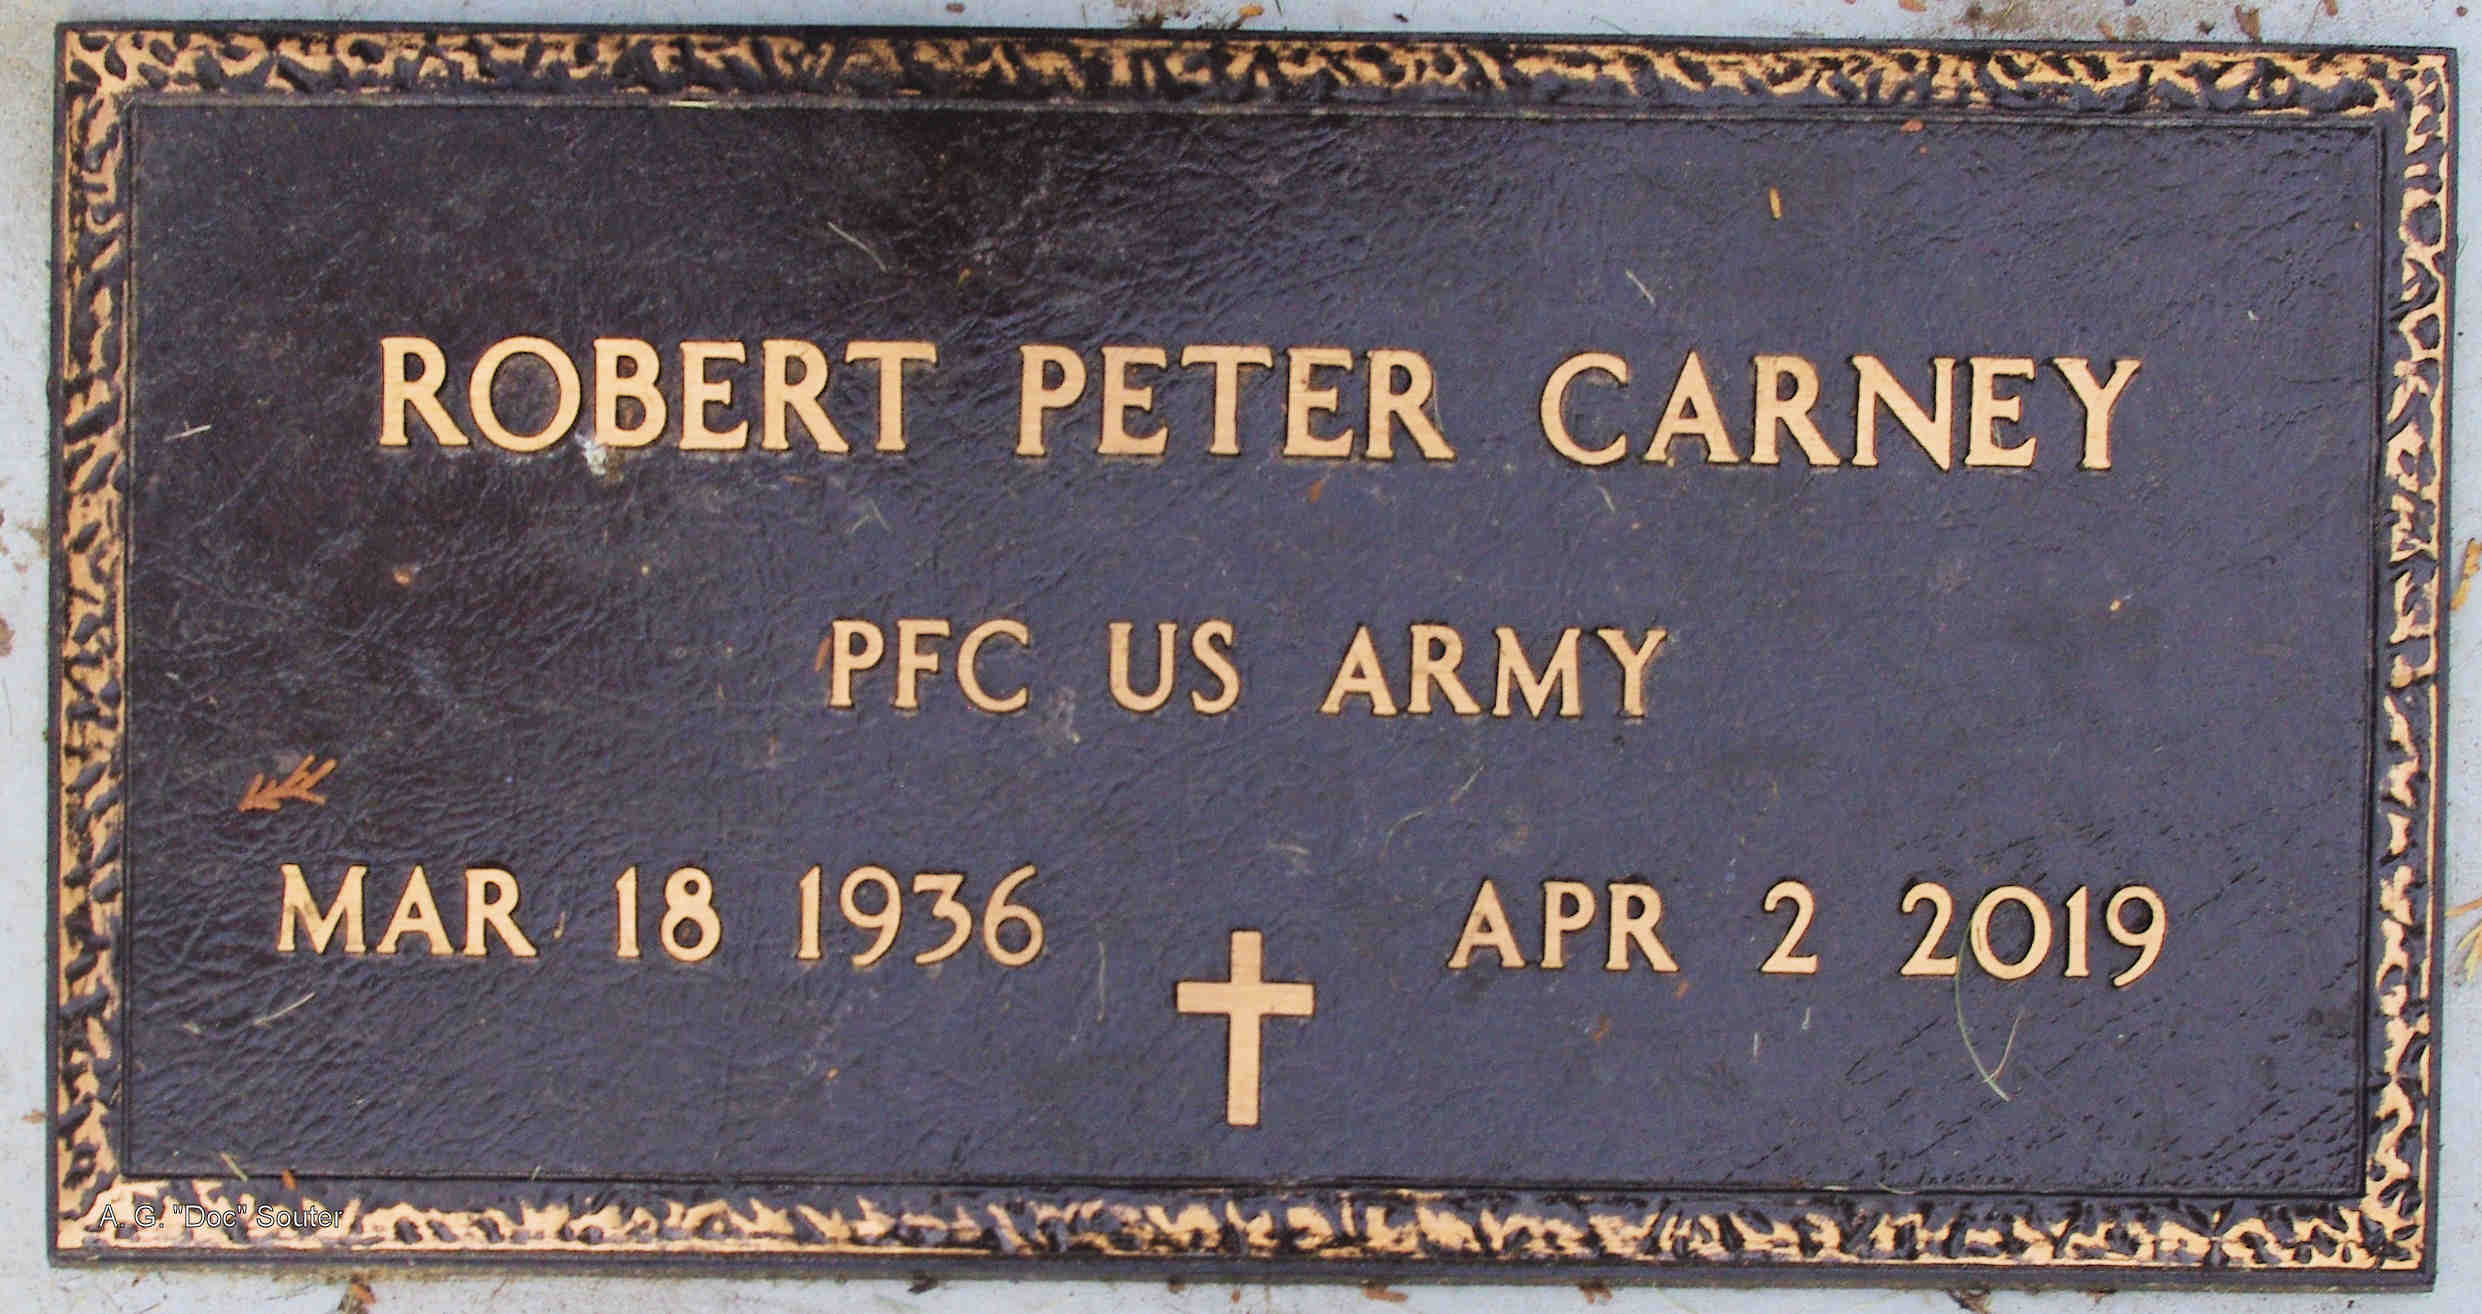 ROBERT PETER CARNEY
PFC US ARMY
MAR 18 1936 APR 2 2019
A. G. "Doc" Souter